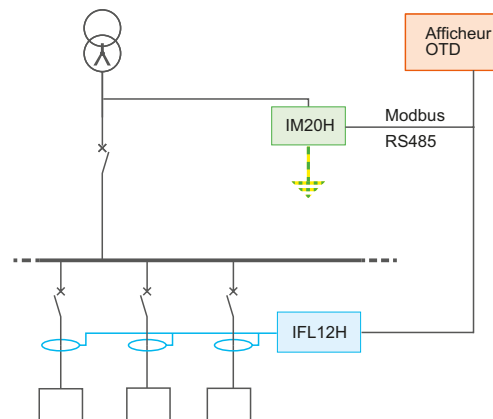 Afficheur
OTD
IM20H
Modbus
RS485
IFL12H